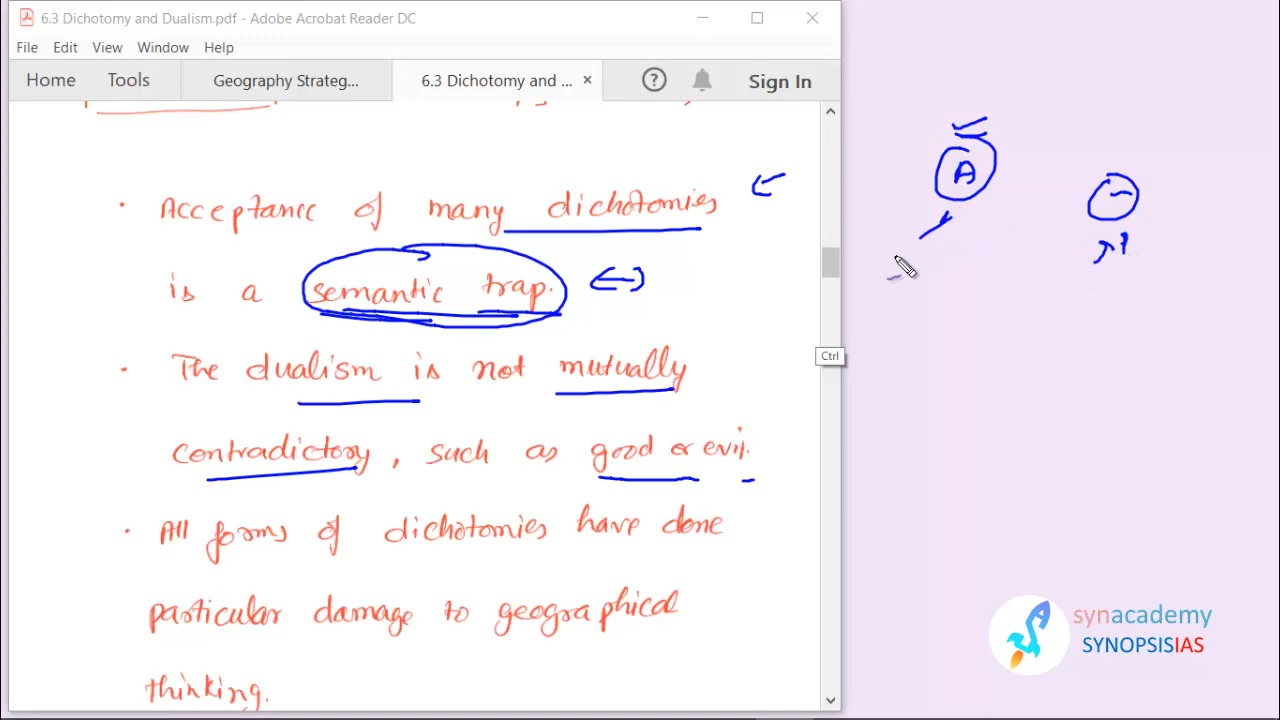 6.3 Dichotomy and Dualism.pdf - Adobe Acrobat Reader DC
File Edit View Window Help
Home Tools Geography Strateg... 6.3 Dichotomy and ... × ? Sign In
• Acceptance of many dichotomies
is a semantic trap.
• The dualism is not mutually
contradictory, such as good or evil.
• All forms of dichotomies have done
particular damage to geographical
thinking.
A
Ctrl
synacademy
SYNOPSISIAS